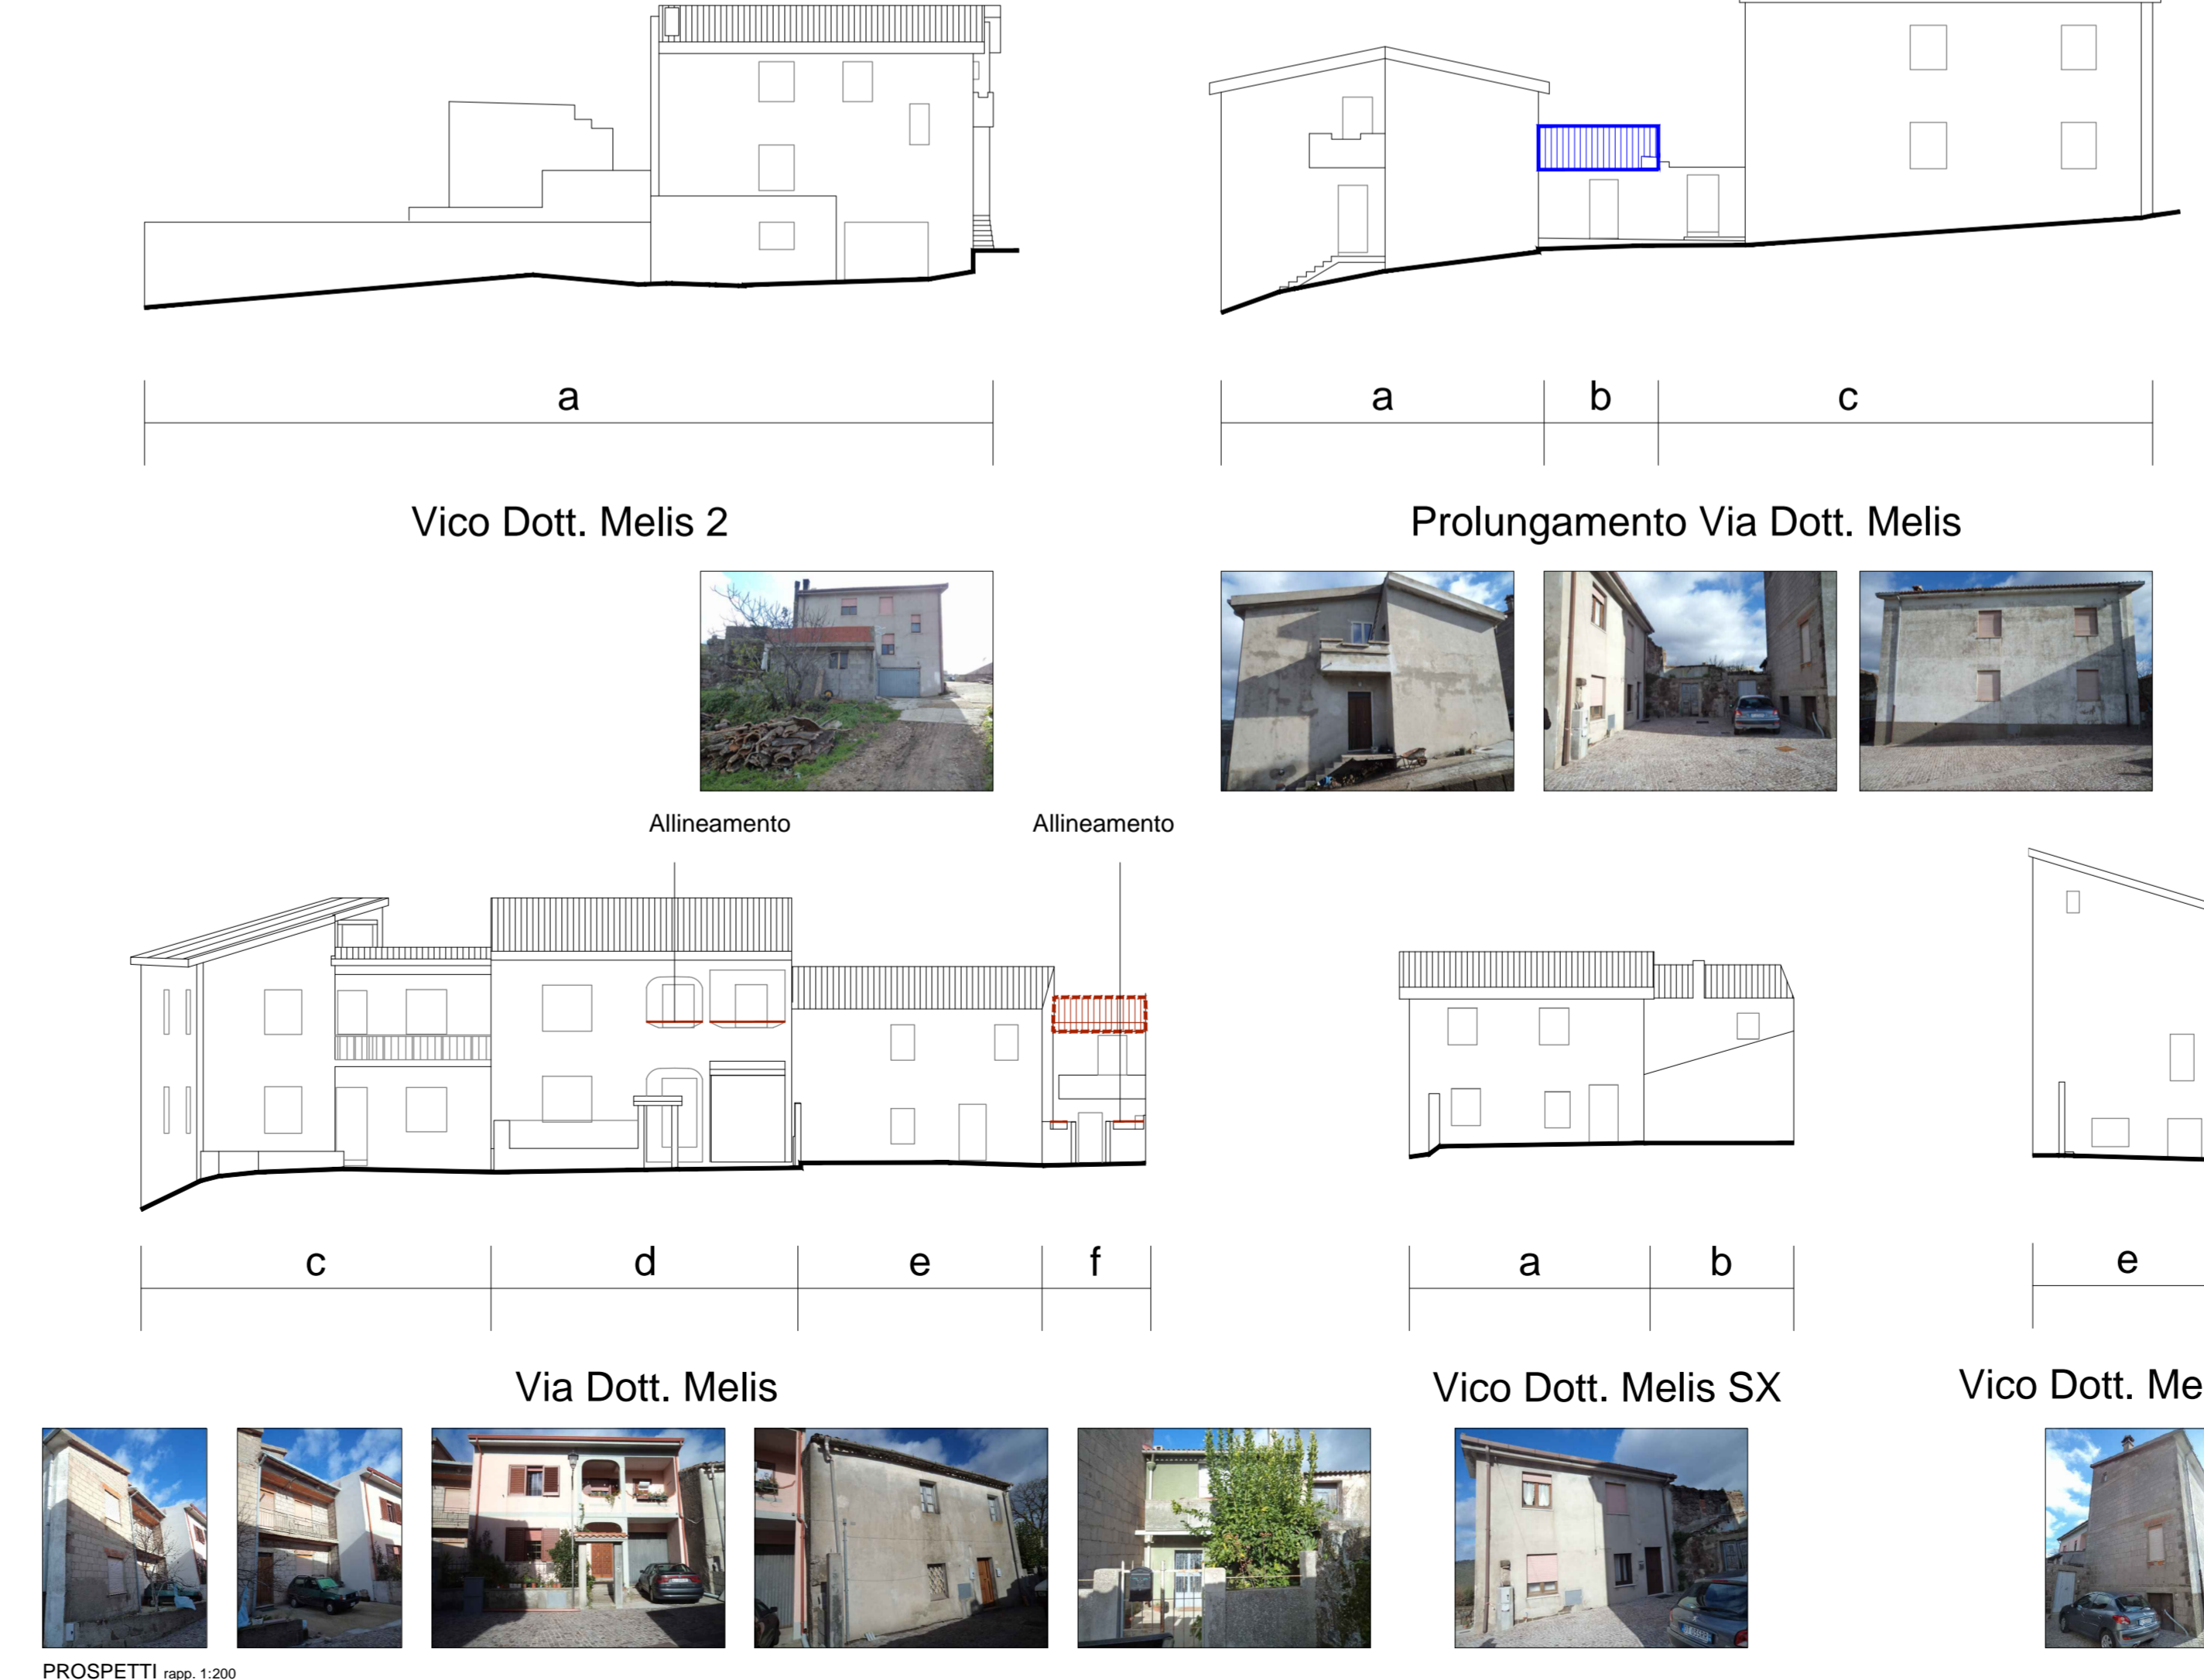 a
a b c
Vico Dott. Melis 2
Prolungamento Via Dott. Melis
Allineamento
Allineamento
c d e f
a b
e
Via Dott. Melis
Vico Dott. Melis SX
Vico Dott. Me
PROSPETTI rapp. 1:200